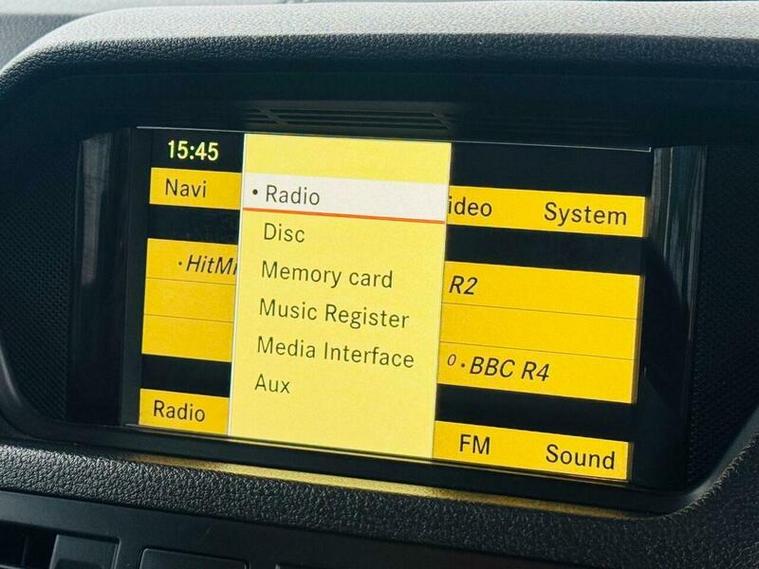 15:45
Navi
• Radio
ideo
System
Disc
•HitMi
Memory card
R2
Music Register
Media Interface
0•BBC R4
Aux
Radio
FM
Sound